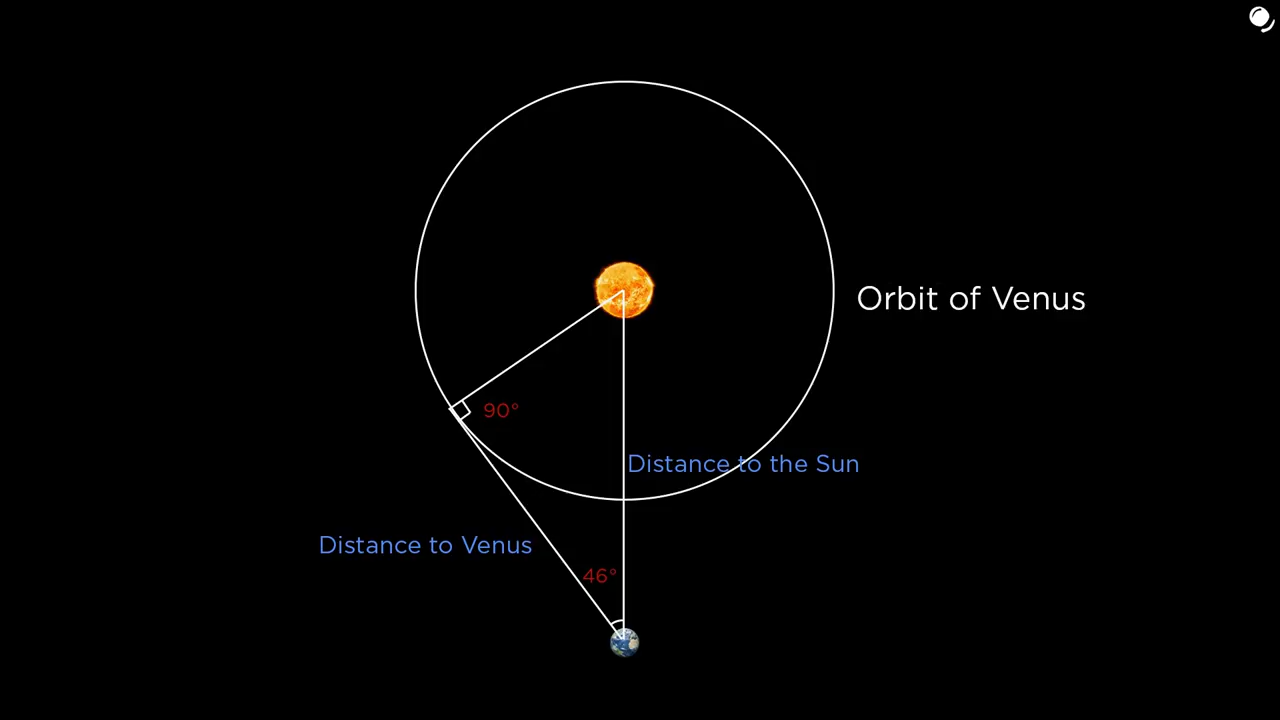 Orbit of Venus
90°
Distance to the Sun
Distance to Venus
46°